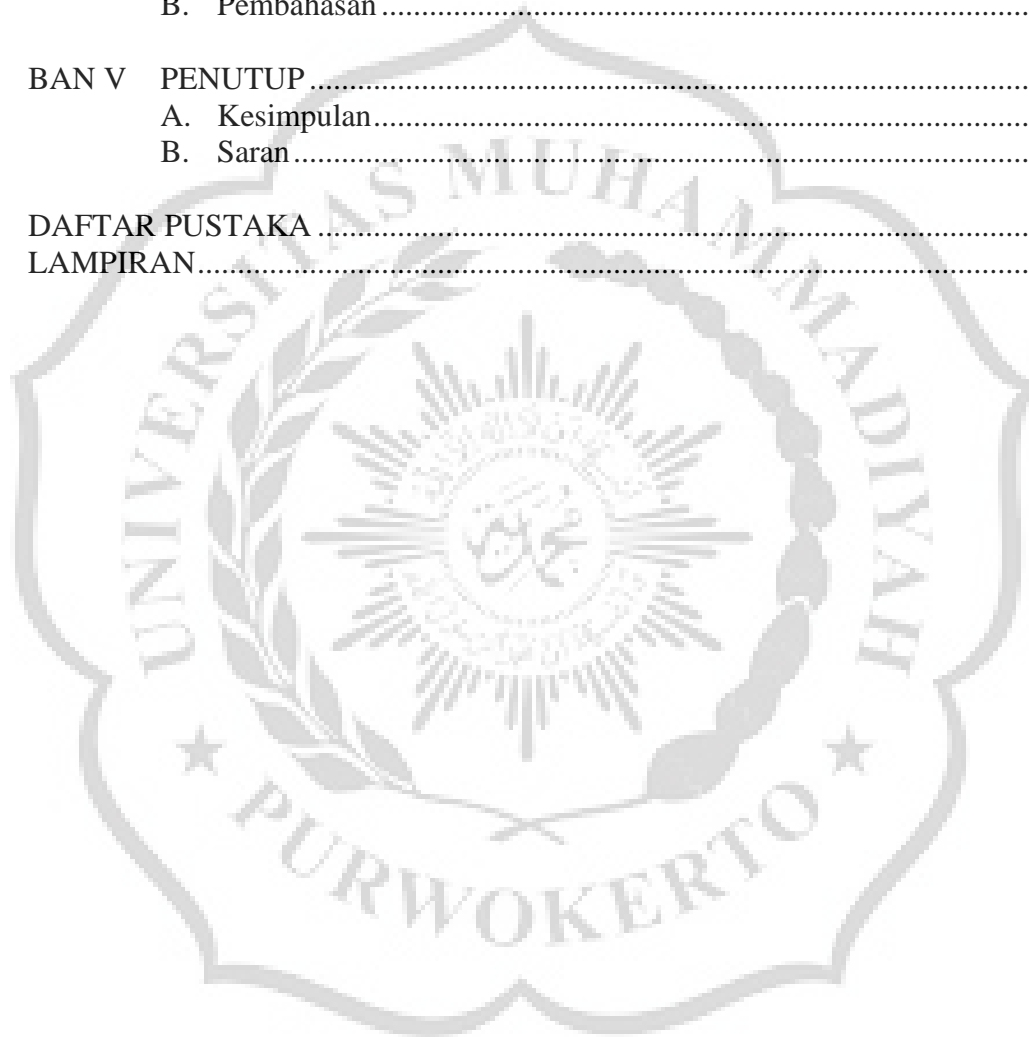 B. Pembahasan ........................................................................................
BAN V PENUTUP ........................................................................................
A. Kesimpulan........................................................................................
B. Saran........................................................................................
DAFTAR PUSTAKA ........................................................................................
LAMPIRAN........................................................................................
UNIVERSITAS MUHAMMADIYAH
PURWOKERTO